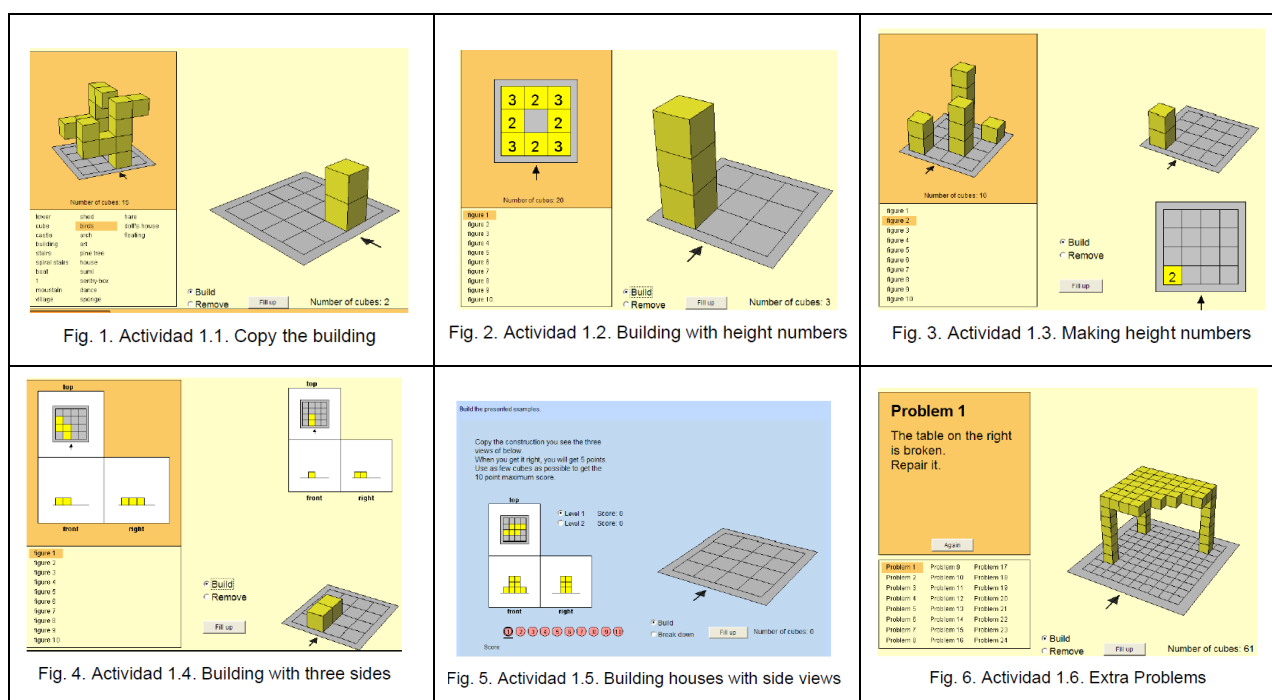 Number of cubes: 15
tower shed hare
cube birds doll's house
castle arch floating
building art
stairs pine tree
spiral stairs house
boat sumi
1 sentry-box
mountain dance
village sponge
Build
Remove
Fill up
Number of cubes: 2
Fig. 1. Actividad 1.1. Copy the building
3 2 3
2 2
3 2 3
Number of cubes: 20
figure 1
figure 2
figure 3
figure 4
figure 5
figure 6
figure 7
figure 8
figure 9
figure 10
Build
Remove
Fill up
Number of cubes: 3
Fig. 2. Actividad 1.2. Building with height numbers
Number of cubes: 10
figure 1
figure 2
figure 3
figure 4
figure 5
figure 6
figure 7
figure 8
figure 9
figure 10
Build
Remove
Fill up
2
Fig. 3. Actividad 1.3. Making height numbers
top
front right
figure 1
figure 2
figure 3
figure 4
figure 5
figure 6
figure 7
figure 8
figure 9
figure 10
top
front right
Build
Remove
Fill up
Fig. 4. Actividad 1.4. Building with three sides
Build the presented examples.
Copy the construction you see the three
views of below.
When you get it right, you will get 5 points.
Use as few cubes as possible to get the
10 point maximum score.
top
Level 1 Score: 0
Level 2 Score: 0
front right
1 2 3 4 5 6 7 8 9 10
Score:
Build
Break down
Fill up
Number of cubes: 0
Fig. 5. Actividad 1.5. Building houses with side views
Problem 1
The table on the right
is broken.
Repair it.
Again
Problem 1 Problem 9 Problem 17
Problem 2 Problem 10 Problem 18
Problem 3 Problem 11 Problem 19
Problem 4 Problem 12 Problem 20
Problem 5 Problem 13 Problem 21
Problem 6 Problem 14 Problem 22
Problem 7 Problem 15 Problem 23
Problem 8 Problem 16 Problem 24
Build
Remove
Fill up
Number of cubes: 61
Fig. 6. Actividad 1.6. Extra Problems